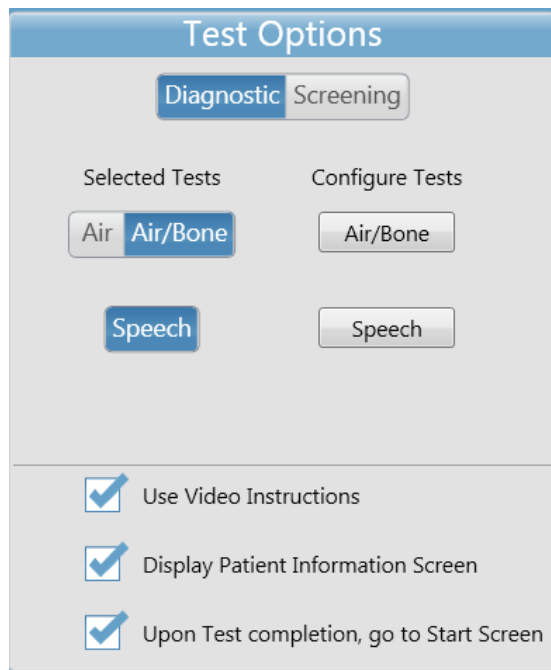 Test Options
Diagnostic Screening
Selected Tests Configure Tests
Air Air/Bone Air/Bone
Speech Speech
Use Video Instructions
Display Patient Information Screen
Upon Test completion, go to Start Screen